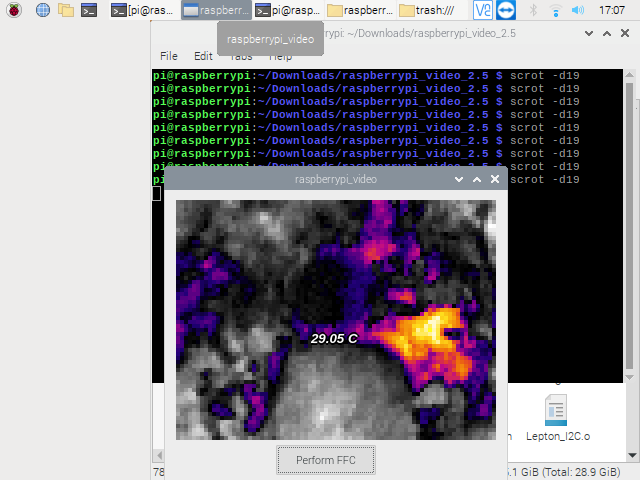 [pi@ras... raspberr... pi@rasp... raspberr... trash:/// V2 17:07
raspberrypi_video
rrypi: ~/Downloads/raspberrypi_video_2.5
File Edit Tabs Help
pi@raspberrypi:~/Downloads/raspberrypi_video_2.5 $ scrot -d19
pi@raspberrypi:~/Downloads/raspberrypi_video_2.5 $ scrot -d19
pi@raspberrypi:~/Downloads/raspberrypi_video_2.5 $ scrot -d19
pi@raspberrypi:~/Downloads/raspberrypi_video_2.5 $ scrot -d19
pi@raspberrypi:~/Downloads/raspberrypi_video_2.5 $ scrot -d19
pi@raspberrypi:~/Downloads/raspberrypi_video_2.5 $ scrot -d19
pi@raspberrypi:~/Downloads/raspberrypi_video_2.5 $ scrot -d19
pi@raspberrypi:~/Downloads/raspberrypi_video_2.5 $ scrot -d19
pi scrot -d19
raspberrypi_video
29.05 C
Lepton_I2C.o
Perform FFC
78 5.1 GiB (Total: 28.9 GiB)